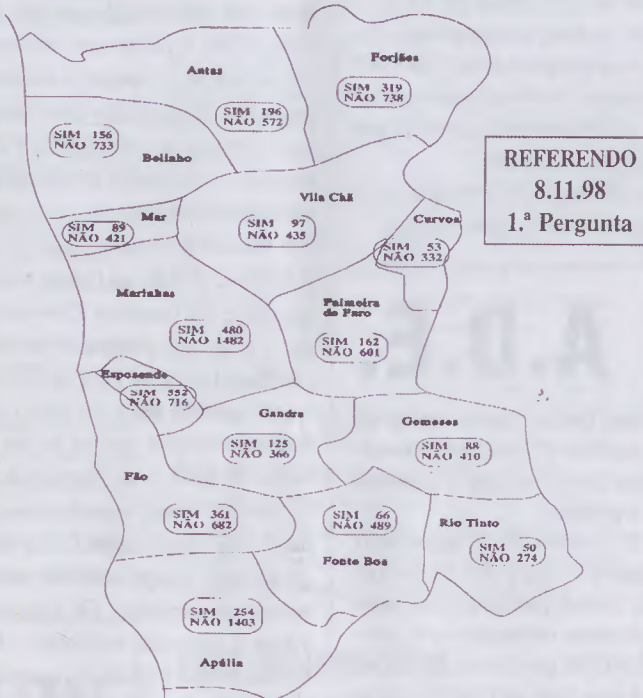 Antas
SIM 196
NÃO 572
Forjães
SIM 319
NÃO 738
SIM 156
NÃO 733
Belinho
REFERENDO
8.11.98
1.ª Pergunta
Mar
SIM 89
NÃO 421
Vila Chã
SIM 97
NÃO 435
Curvos
SIM 53
NÃO 332
Marinhas
SIM 480
NÃO 1482
Palmeira
de Faro
SIM 162
NÃO 601
Esposende
SIM 552
NÃO 716
Gandra
SIM 125
NÃO 366
Gemeses
SIM 88
NÃO 410
Fão
SIM 361
NÃO 682
SIM 66
NÃO 489
Fonte Boa
Rio Tinto
SIM 50
NÃO 274
SIM 254
NÃO 1403
Apúlia